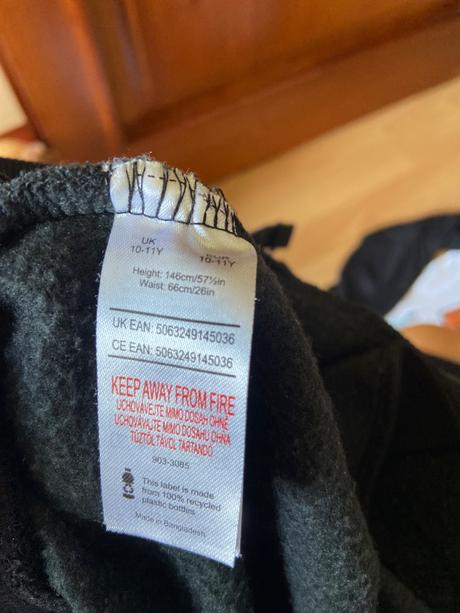 UK
10-11Y
10-11Y
Height: 146cm/57½in
Waist: 66cm/26in
UK EAN: 5063249145036
CE EAN: 5063249145036
KEEP AWAY FROM FIRE
UCHOVÁVEJTE MIMO DOSAH OHNĚ
UCHOVÁVAJTE MIMO DOSAHU OHŇA
TŰZTŐL TÁVOL TARTANDÓ
903-3085
This label is made
from 100% recycled
plastic bottles.
Made in Bangladesh